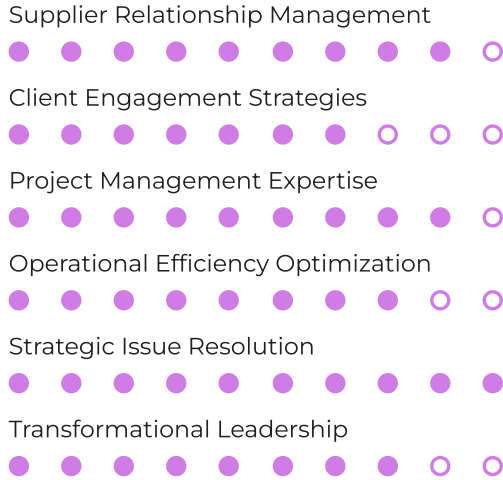 Supplier Relationship Management
Client Engagement Strategies
Project Management Expertise
Operational Efficiency Optimization
Strategic Issue Resolution
Transformational Leadership